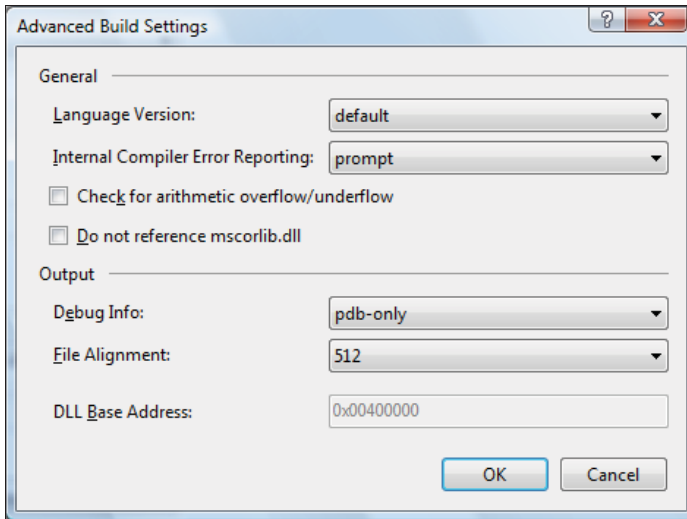 Advanced Build Settings
General
Language Version: default
Internal Compiler Error Reporting: prompt
Check for arithmetic overflow/underflow
Do not reference mscorlib.dll
Output
Debug Info: pdb-only
File Alignment: 512
DLL Base Address: 0x00400000
OK Cancel